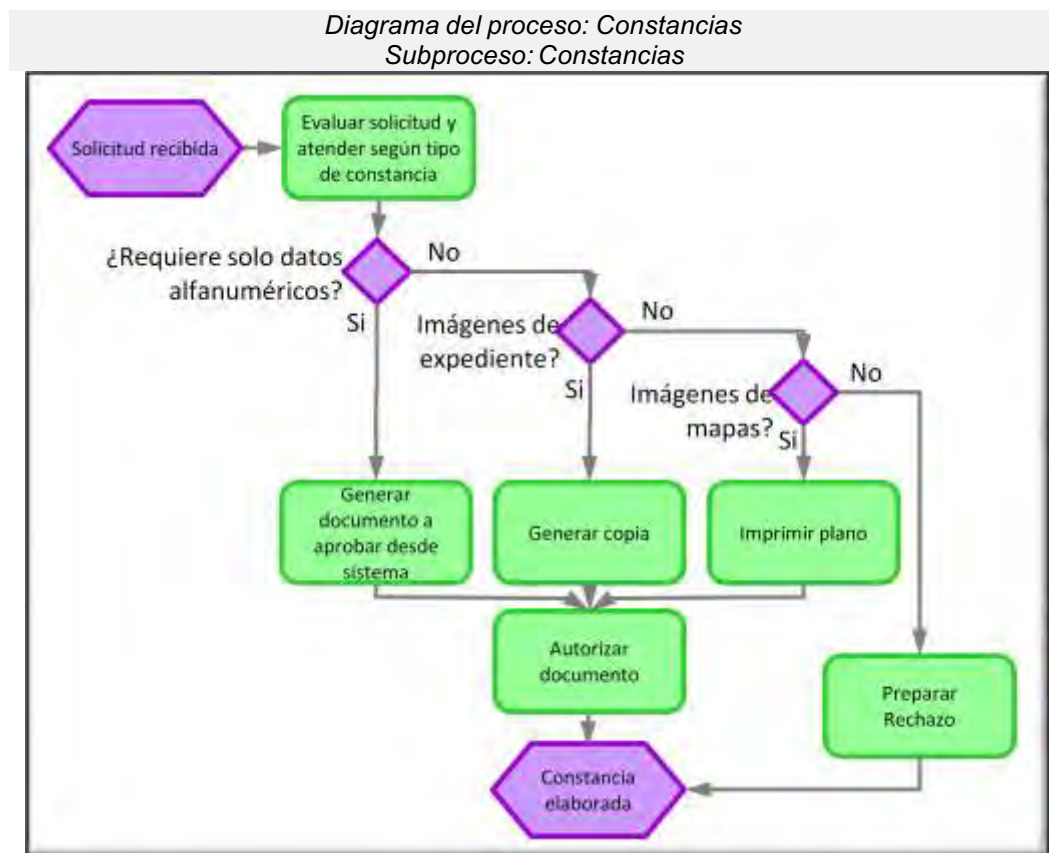 Diagrama del proceso: Constancias
Subproceso: Constancias
Solicitud recibida
Evaluar solicitud y
atender según tipo
de constancia
¿Requiere solo datos
alfanuméricos?
No
Si
Imágenes de
expediente?
No
Si
Imágenes de
mapas?
No
Sí
Generar
documento a
aprobar desde
sistema
Generar copia
Imprimir plano
Autorizar
documento
Preparar
Rechazo
Constancia
elaborada